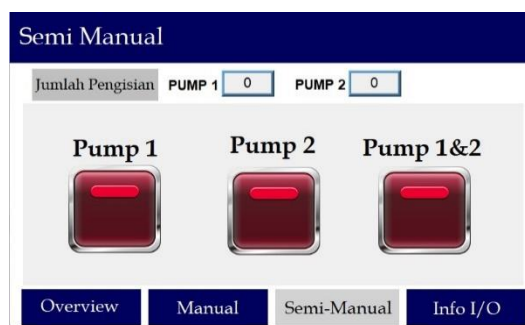 Semi Manual
Jumlah Pengisian PUMP 1 0 PUMP 2 0
Pump 1 Pump 2 Pump 1&2
Overview Manual Semi-Manual Info I/O